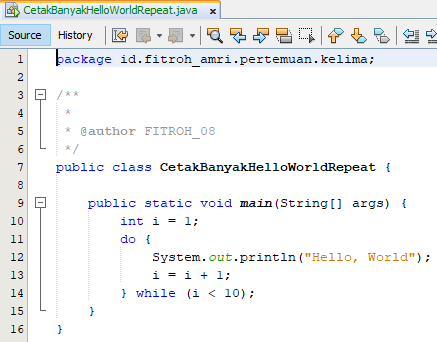 CetakBanyakHelloWorldRepeat.java x
Source History
1 package id.fitroh_amri.pertemuan.kelima;
2
3 /**
4 *
5 * @author FITROH_08
6 */
7 public class CetakBanyakHelloWorldRepeat {
8
9 public static void main(String[] args) {
10 int i = 1;
11 do {
12 System.out.println("Hello, World");
13 i = i + 1;
14 } while (i < 10);
15 }
16 }